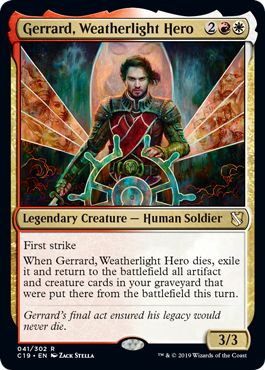 Gerrard, Weatherlight Hero 2
Legendary Creature — Human Soldier
First strike
When Gerrard, Weatherlight Hero dies, exile
it and return to the battlefield all artifact
and creature cards in your graveyard that
were put there from the battlefield this turn.
Gerrard's final act ensured his legacy would
never die.
3/3
041/302 R
C19 • EN Zack Stella
™ & © 2019 Wizards of the Coast